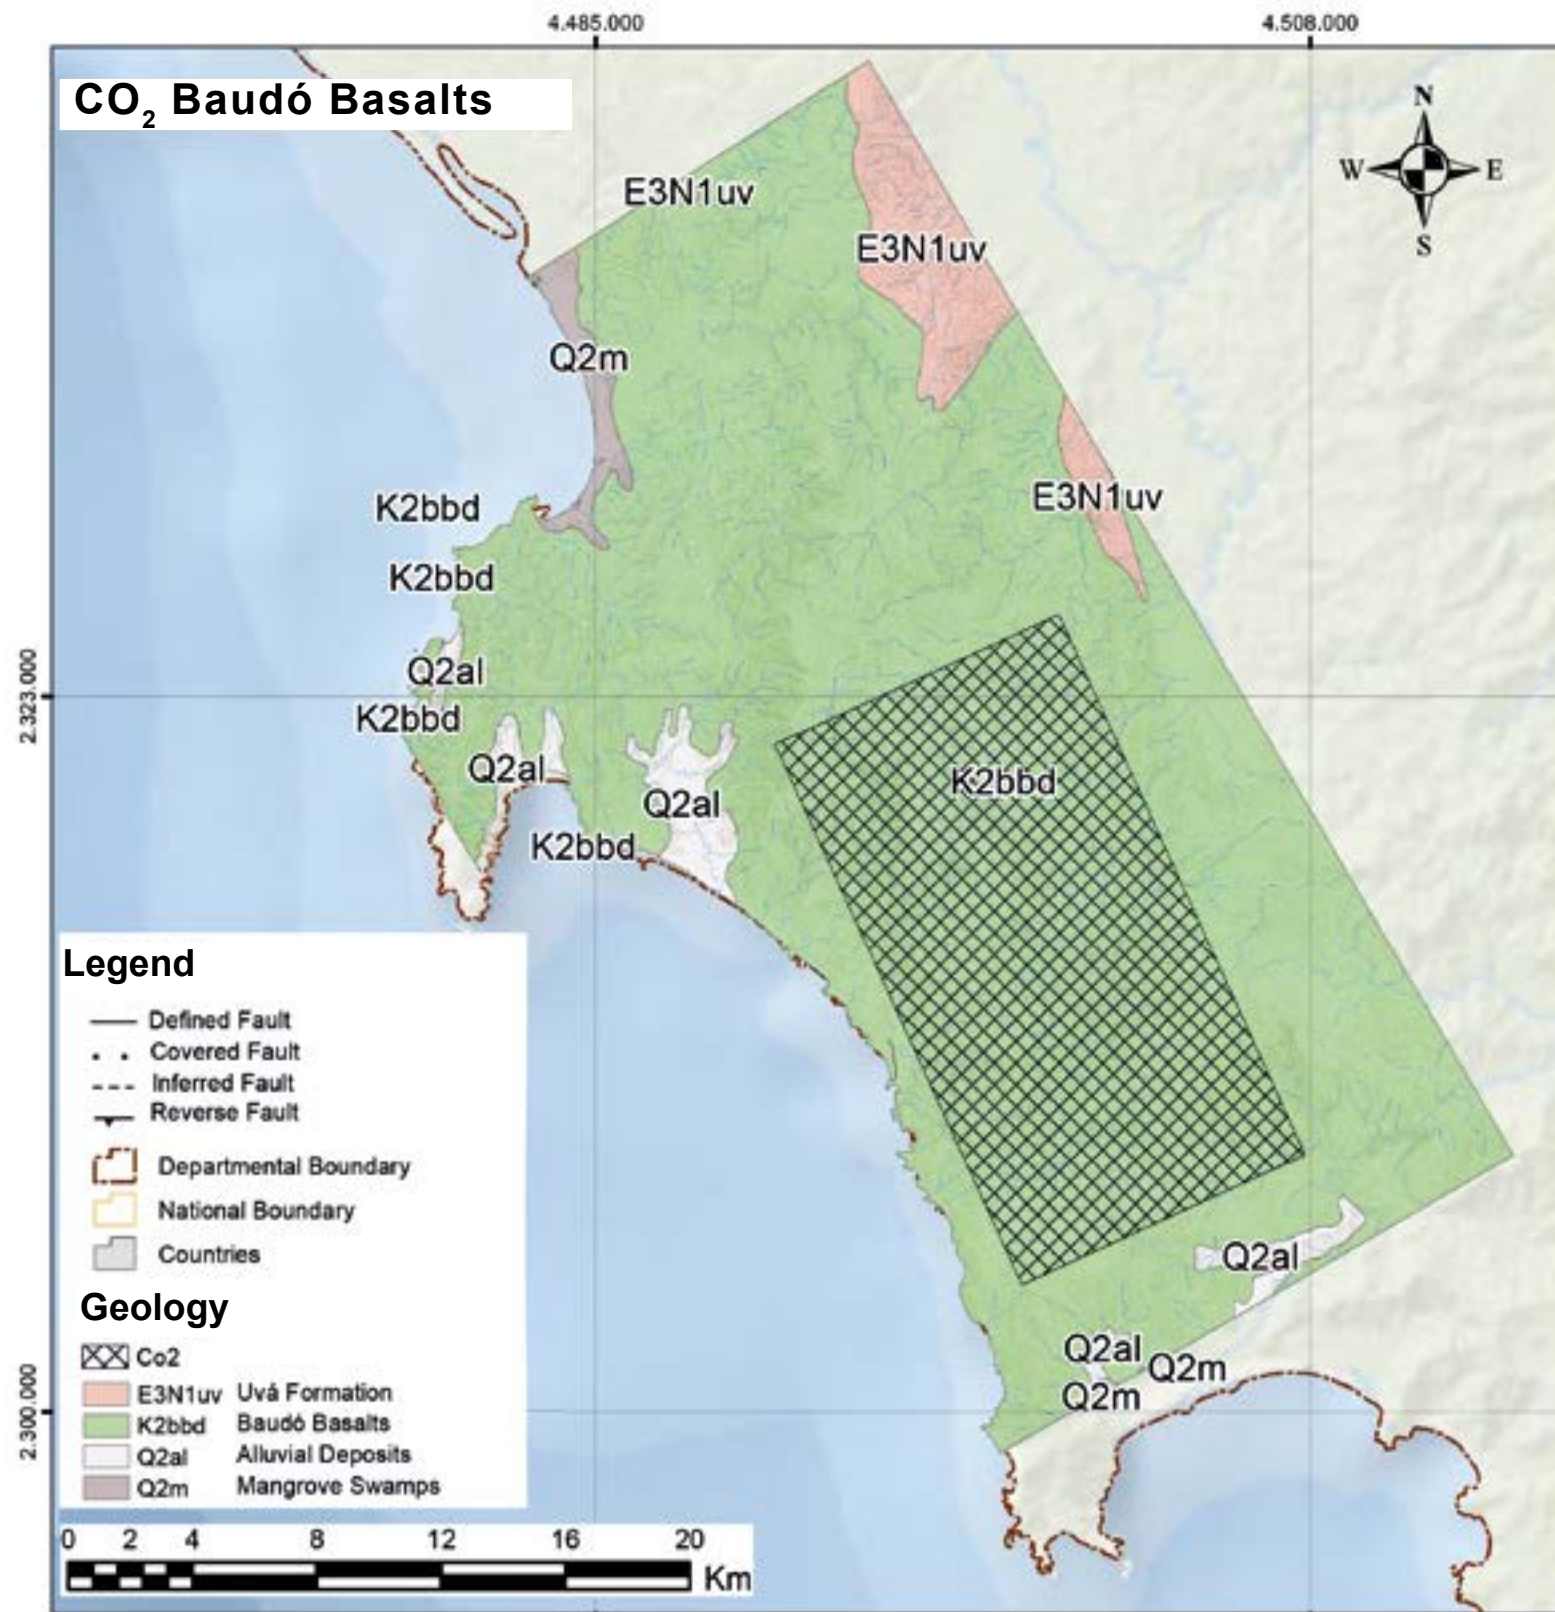 4.485.000 4.508.000
CO₂ Baudó Basalts
N
W E
S
E3N1uv
E3N1uv
Q2m
E3N1uv
K2bbd
K2bbd
Q2al
2.323.000
K2bbd
Q2al
K2bbd
Q2al
K2bbd
Legend
Defined Fault
Covered Fault
Inferred Fault
Reverse Fault
Departmental Boundary
National Boundary
Countries
Q2al
Geology
Co2
E3N1uv Uvá Formation
K2bbd Baudó Basalts
Q2al Alluvial Deposits
Q2m Mangrove Swamps
Q2al
Q2m
Q2m
2.300.000
0 2 4 8 12 16 20
Km